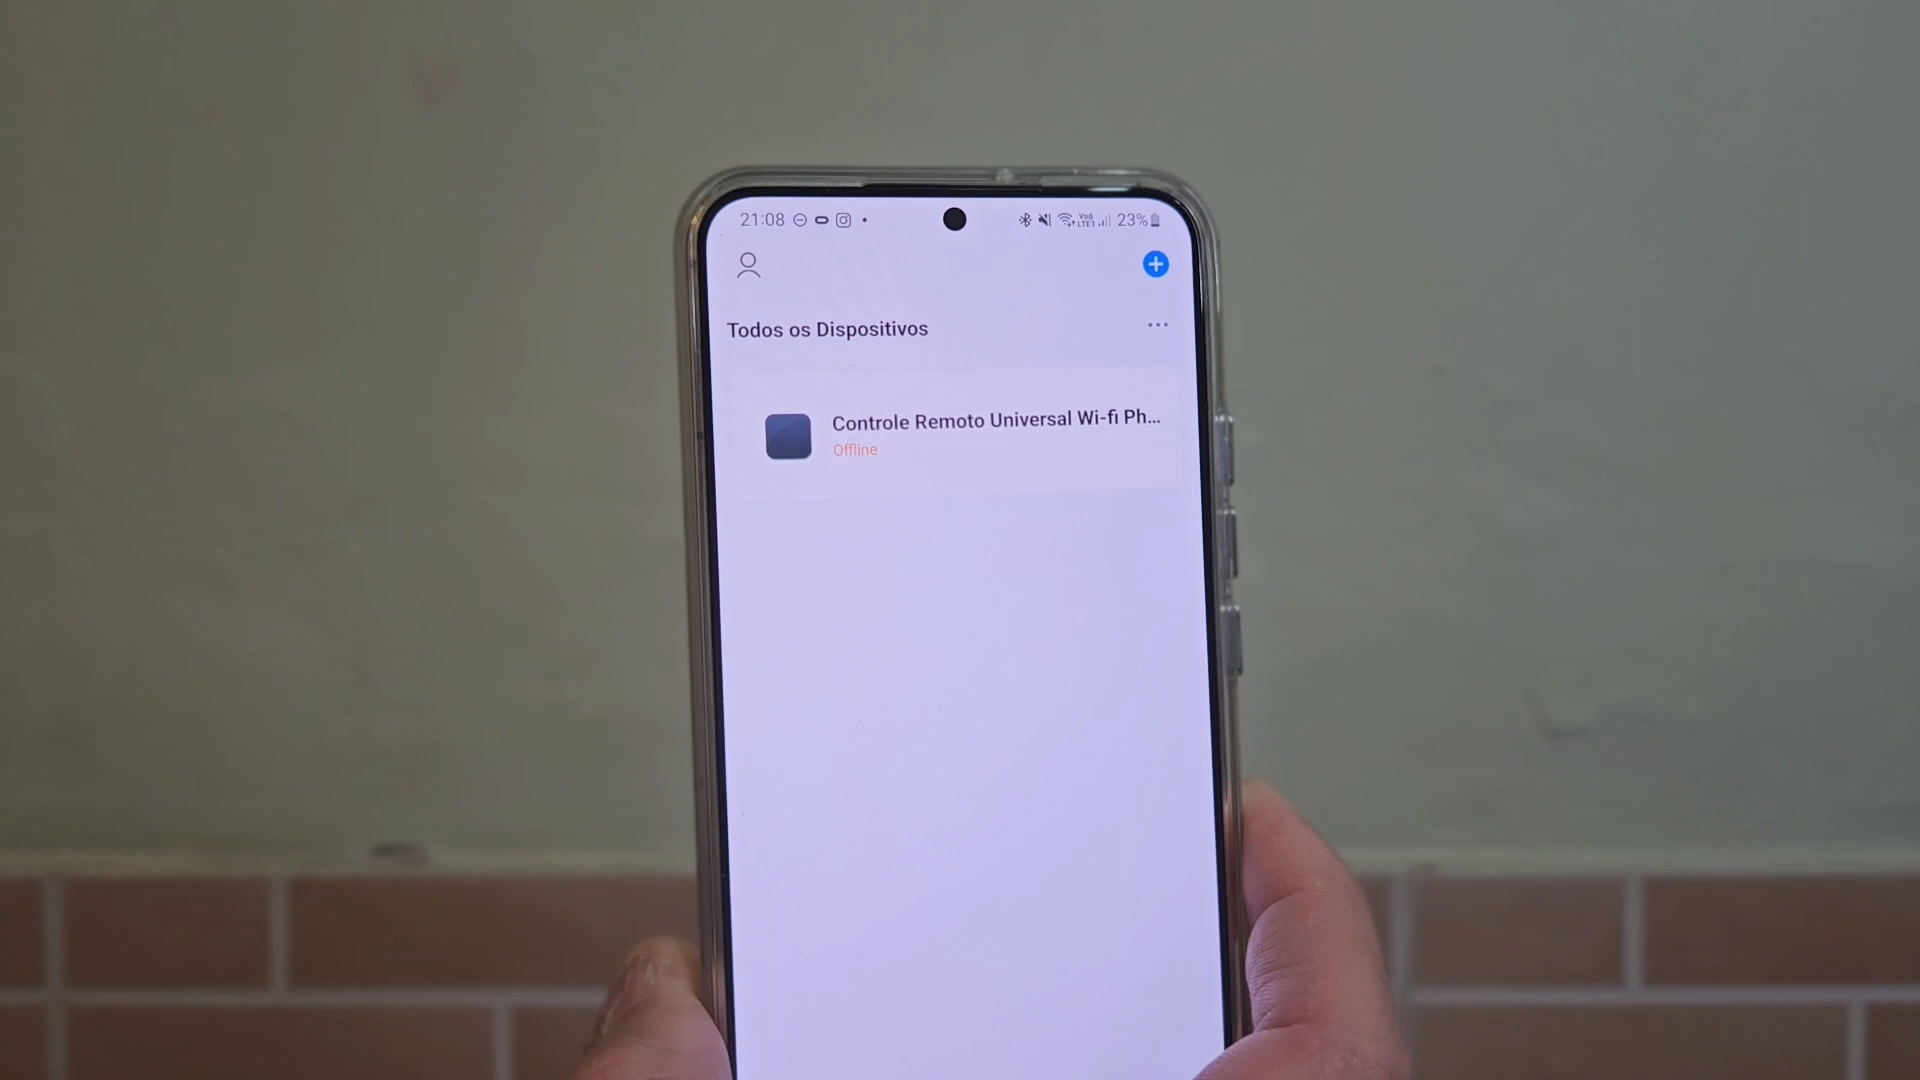 21:08 23%
Todos os Dispositivos
Controle Remoto Universal Wi-fi Ph...
Offline